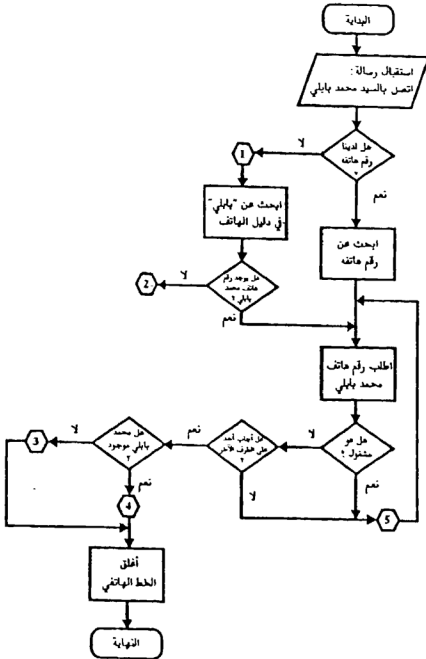 البداية
استقبال رسالة :
اتصل بالسيد محمد بابلي
هل لدينا
رقم هاتفه
؟
لا
1
نعم
ابحث عن "بابلي"
في دليل الهاتف
ابحث عن
رقم هاتفه
هل يوجد رقم
هاتف محمد
بابلي ؟
لا
2
نعم
اطلب رقم هاتف
محمد بابلي
هل هو
مشغول ؟
لا
نعم
هل أجاب أحد
على الطرف الآخر
؟
نعم
لا
هل محمد
بابلي موجود
؟
لا
3
نعم
4
5
أغلق
الخط الهاتفي
النهاية